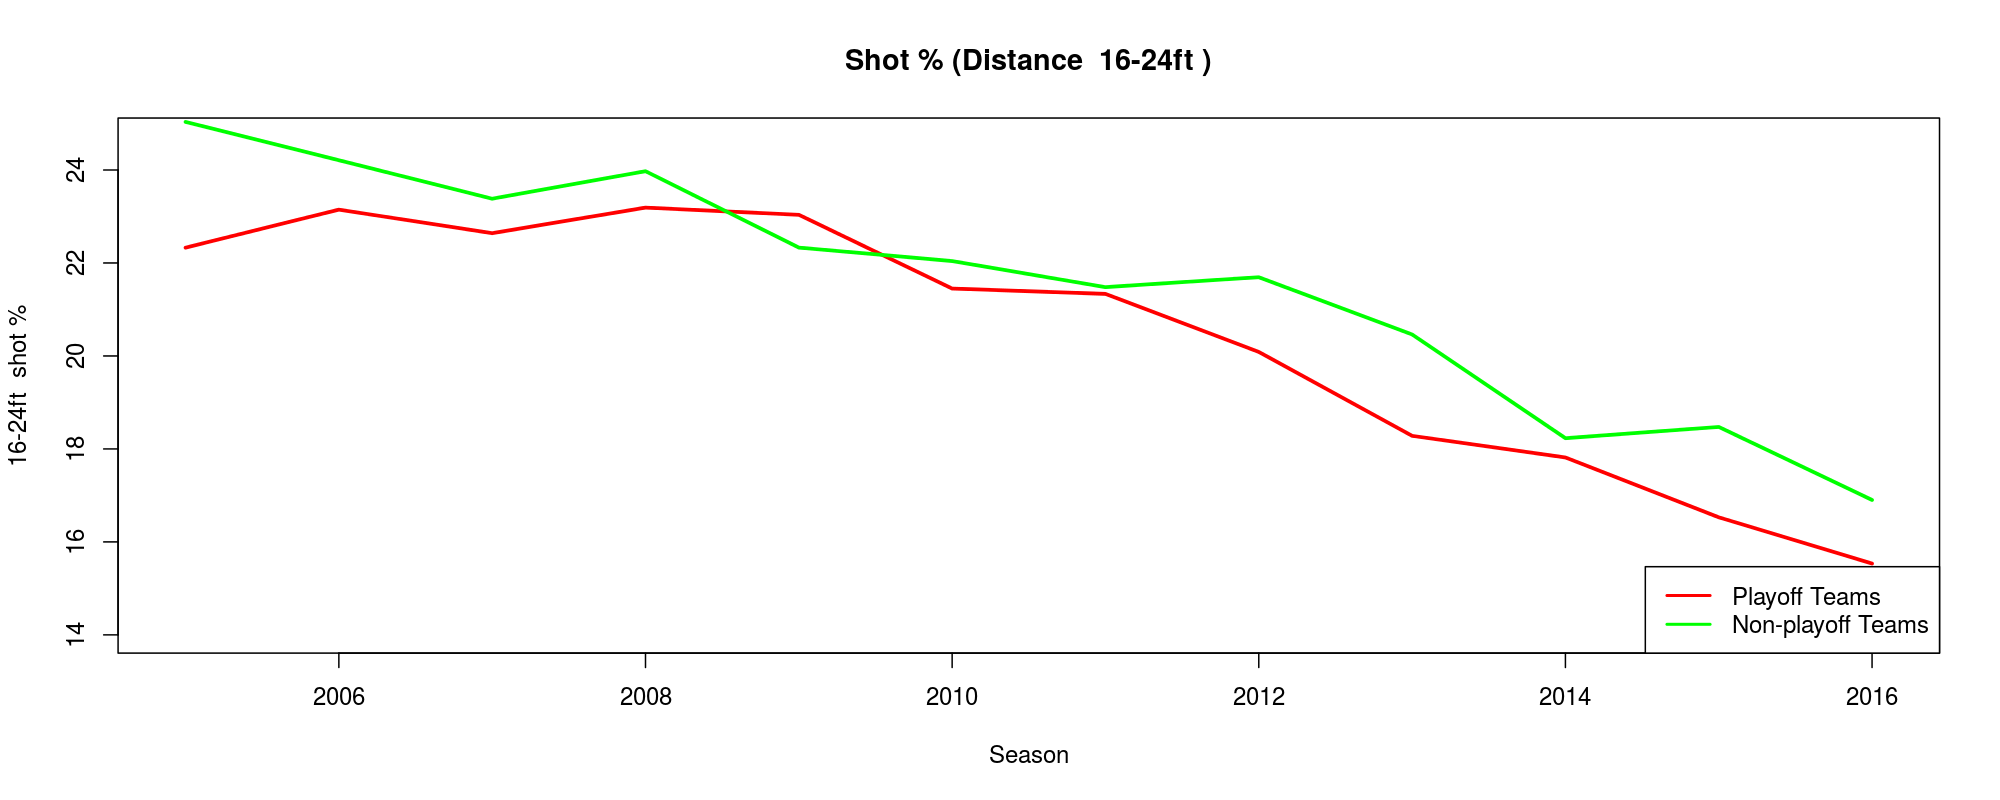 Shot % (Distance  16-24ft )
16-24ft  shot %
24
22
20
18
16
14
Playoff Teams
Non-playoff Teams
2006
2008
2010
2012
2014
2016
Season